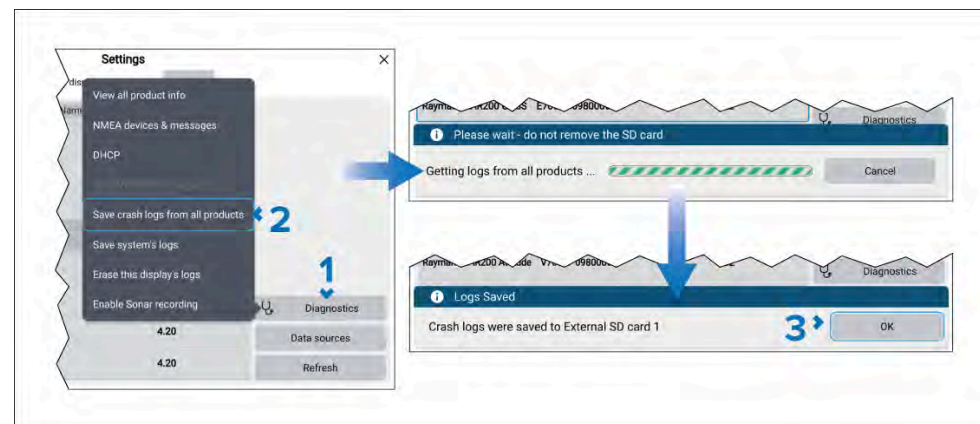 Settings
View all product info
NMEA devices & messages
DHCP
Save crash logs from all products
2
Save system's logs
Erase this display's logs
Enable Sonar recording
1
Diagnostics
4.20
Data sources
4.20
Refresh
Diagnostics
Please wait - do not remove the SD card
Getting logs from all products ...
Cancel
Diagnostics
Logs Saved
Crash logs were saved to External SD card 1
3
OK